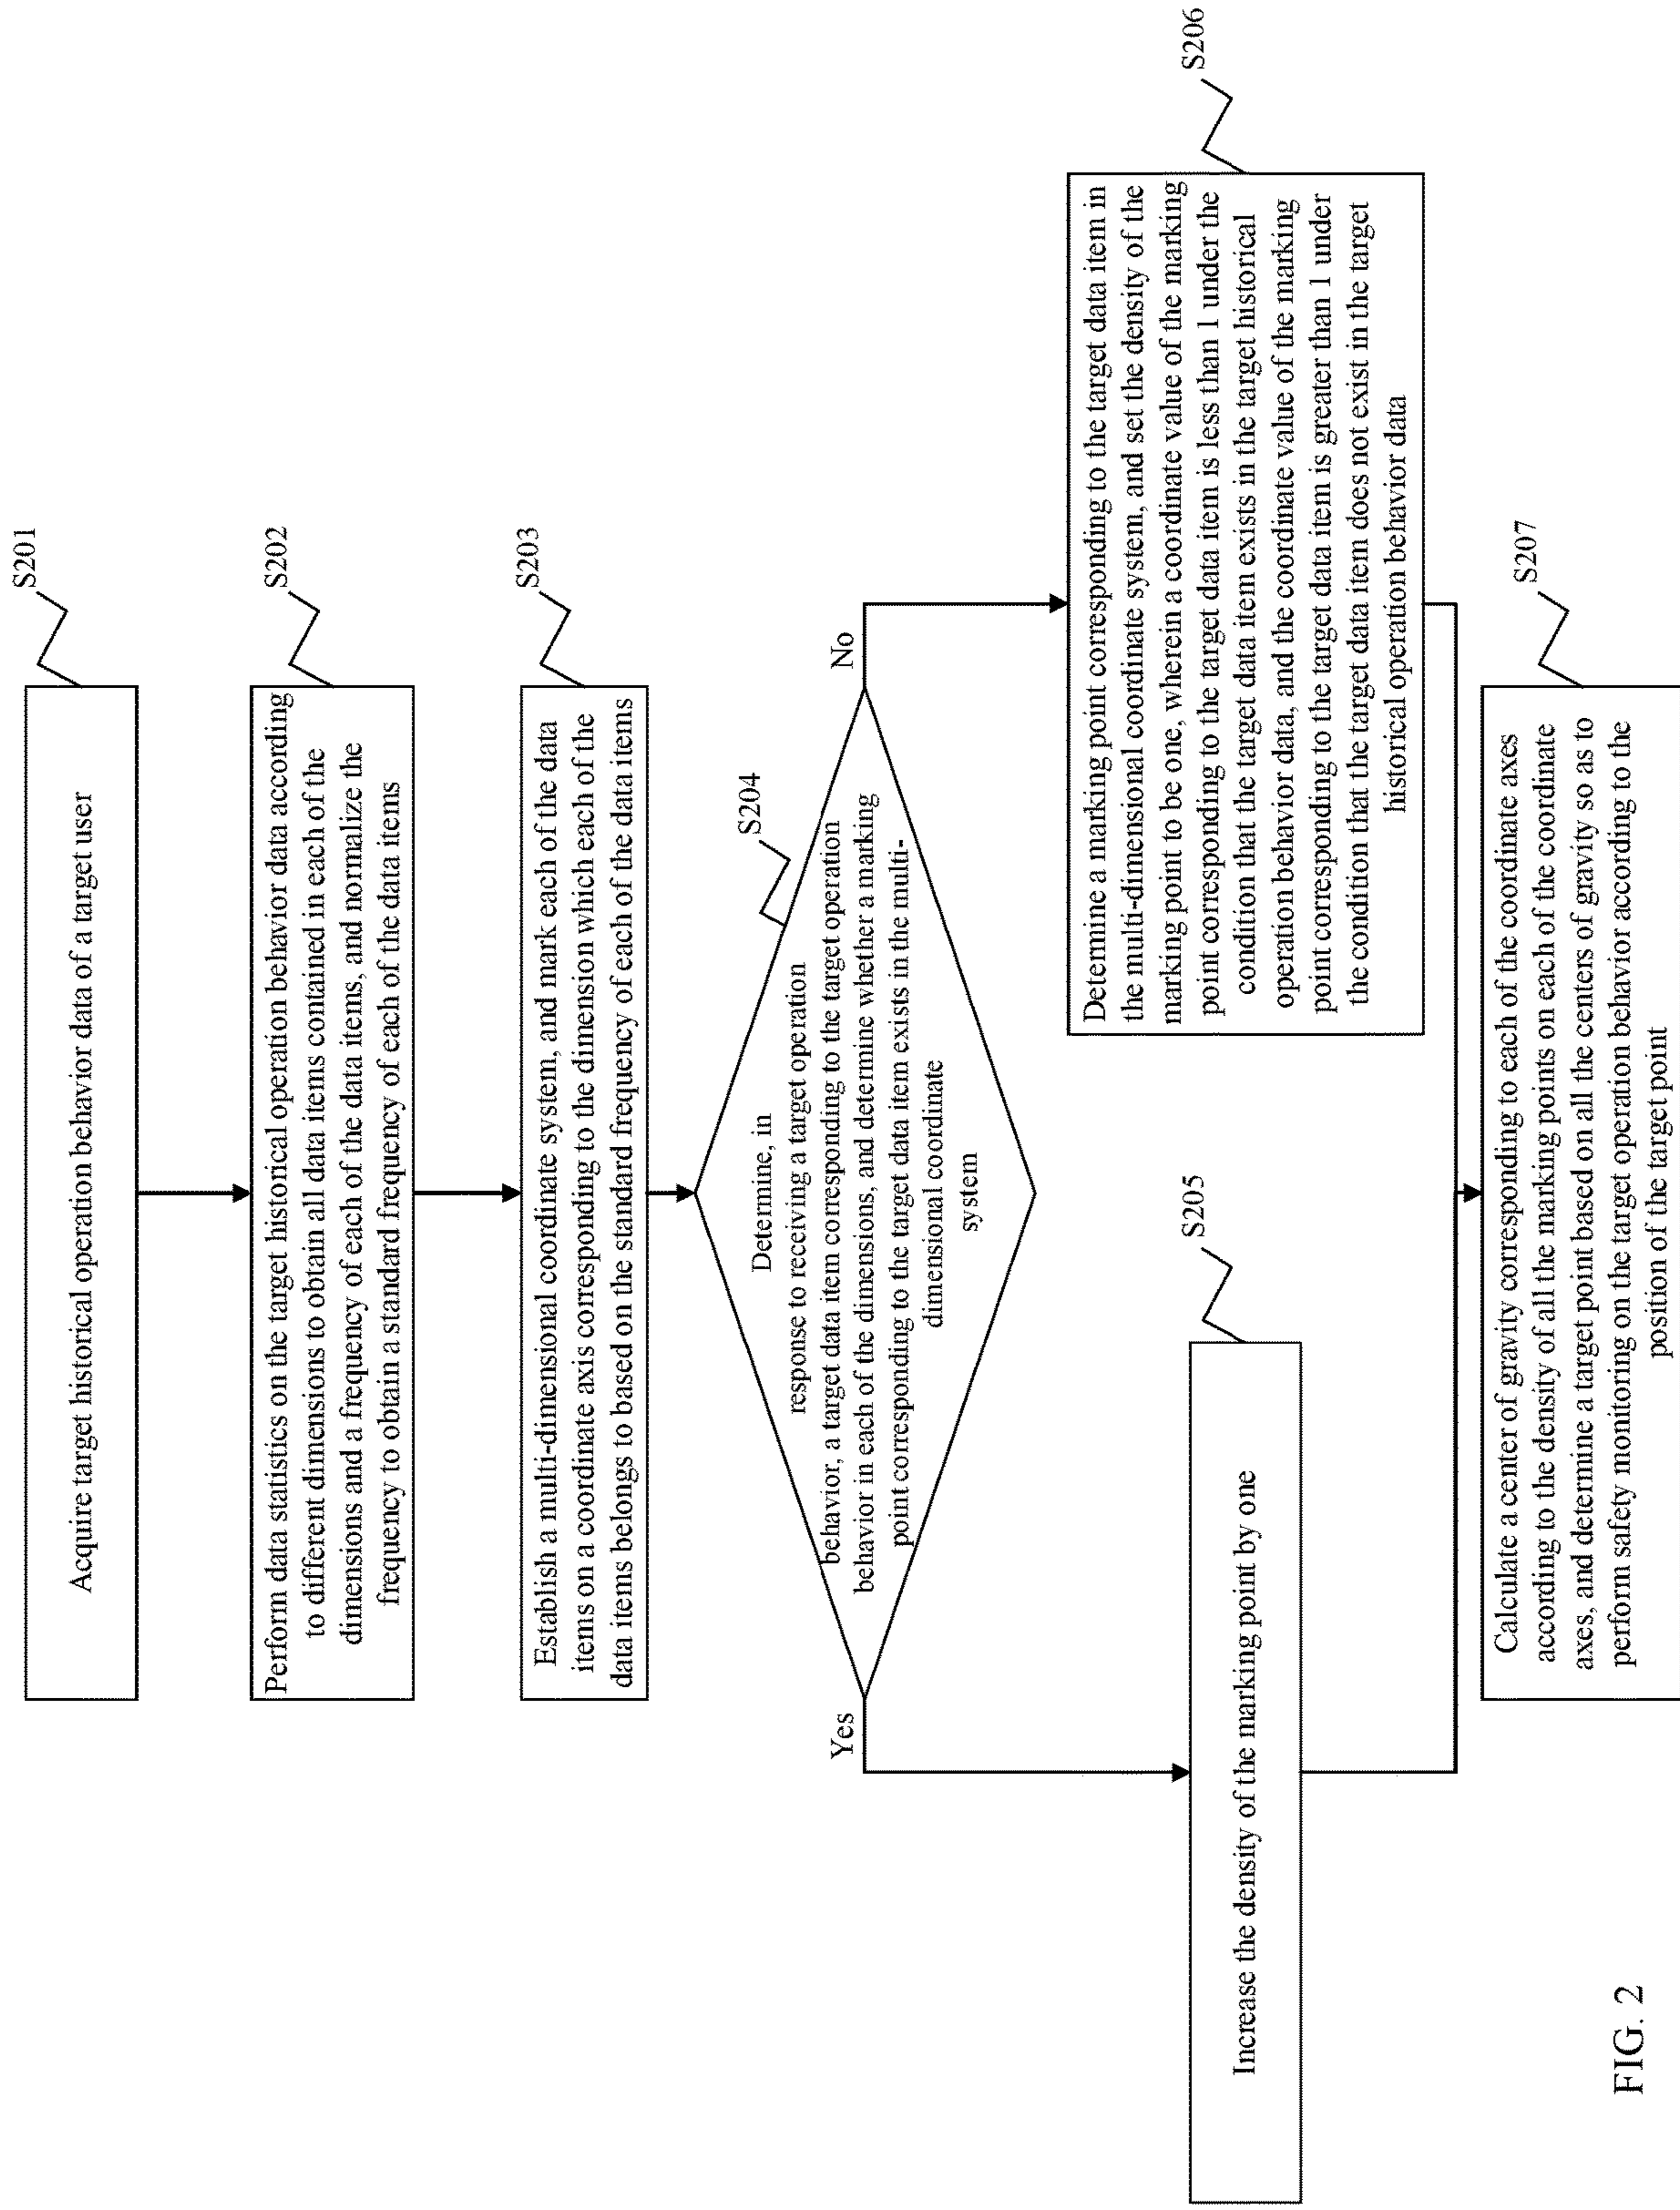 S201
Acquire target historical operation behavior data of a target user
S202
Perform data statistics on the target historical operation behavior data according
to different dimensions to obtain all data items contained in each of the
dimensions and a frequency of each of the data items, and normalize the
frequency to obtain a standard frequency of each of the data items
S203
Establish a multi-dimensional coordinate system, and mark each of the data
items on a coordinate axis corresponding to the dimension which each of the
data items belongs to based on the standard frequency of each of the data items
S204
Determine, in
response to receiving a target operation
behavior, a target data item corresponding to the target operation
behavior in each of the dimensions, and determine whether a marking
point corresponding to the target data item exists in the multi-
dimensional coordinate
system
Yes
No
S205
Increase the density of the marking point by one
S206
Determine a marking point corresponding to the target data item in
the multi-dimensional coordinate system, and set the density of the
marking point to be one, wherein a coordinate value of the marking
point corresponding to the target data item is less than 1 under the
condition that the target data item exists in the target historical
operation behavior data, and the coordinate value of the marking
point corresponding to the target data item is greater than 1 under
the condition that the target data item does not exist in the target
historical operation behavior data
S207
Calculate a center of gravity corresponding to each of the coordinate axes
according to the density of all the marking points on each of the coordinate
axes, and determine a target point based on all the centers of gravity so as to
perform safety monitoring on the target operation behavior according to the
position of the target point
FIG. 2